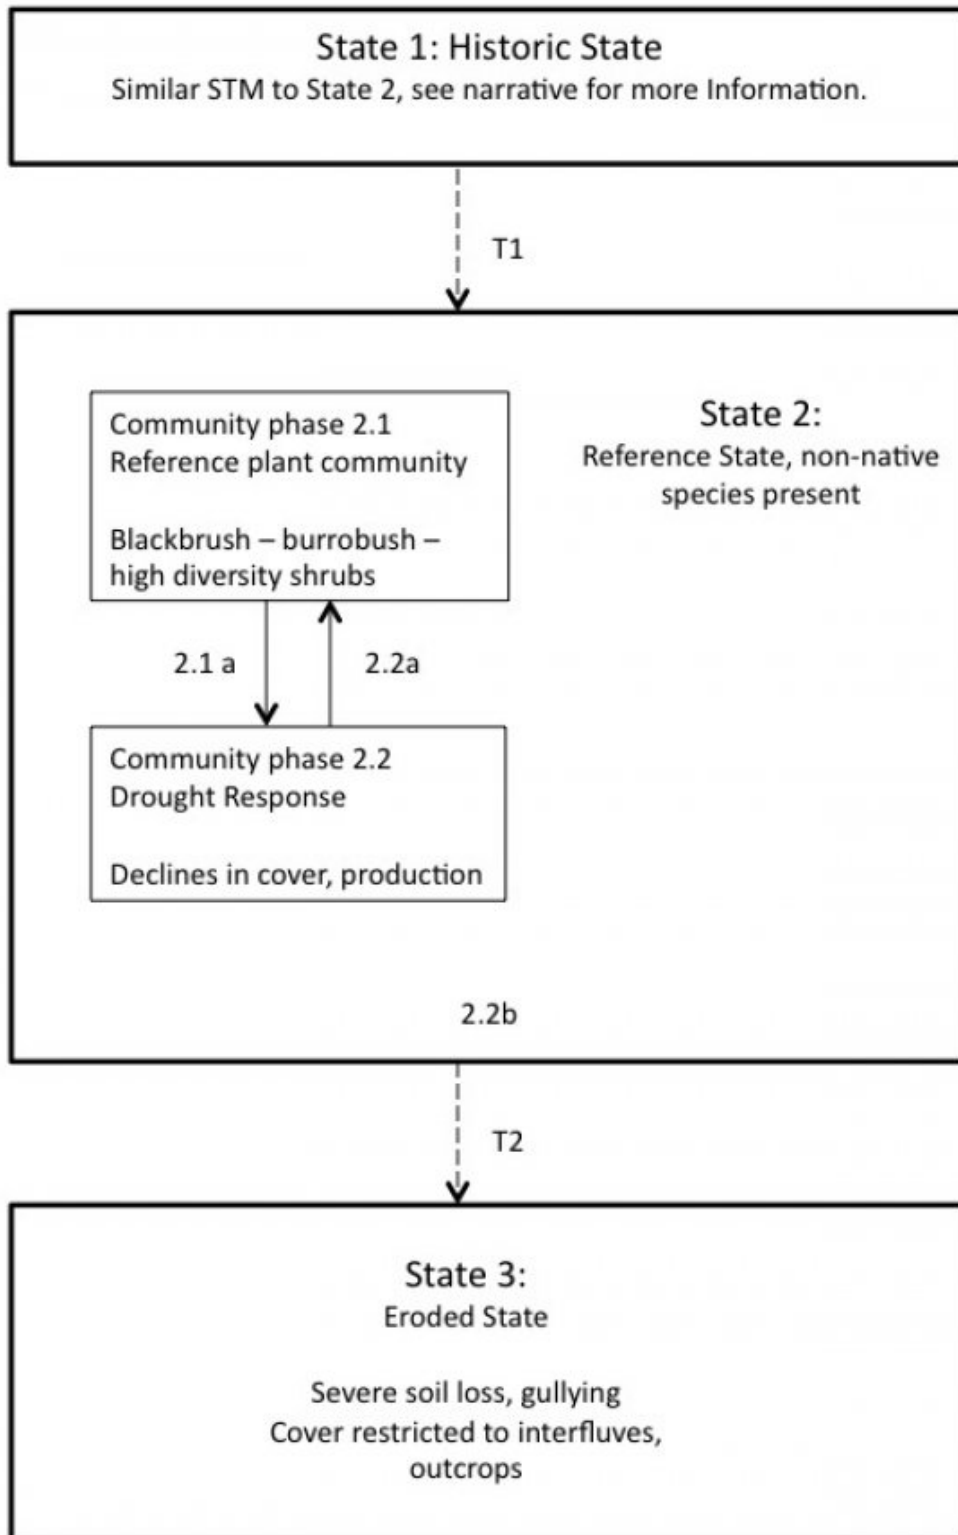 State 1: Historic State
Similar STM to State 2, see narrative for more Information.
T1
Community phase 2.1
Reference plant community
Blackbrush – burrobush –
high diversity shrubs
State 2:
Reference State, non-native
species present
2.1 a
2.2a
Community phase 2.2
Drought Response
Declines in cover, production
2.2b
T2
State 3:
Eroded State
Severe soil loss, gullying
Cover restricted to interfluves,
outcrops